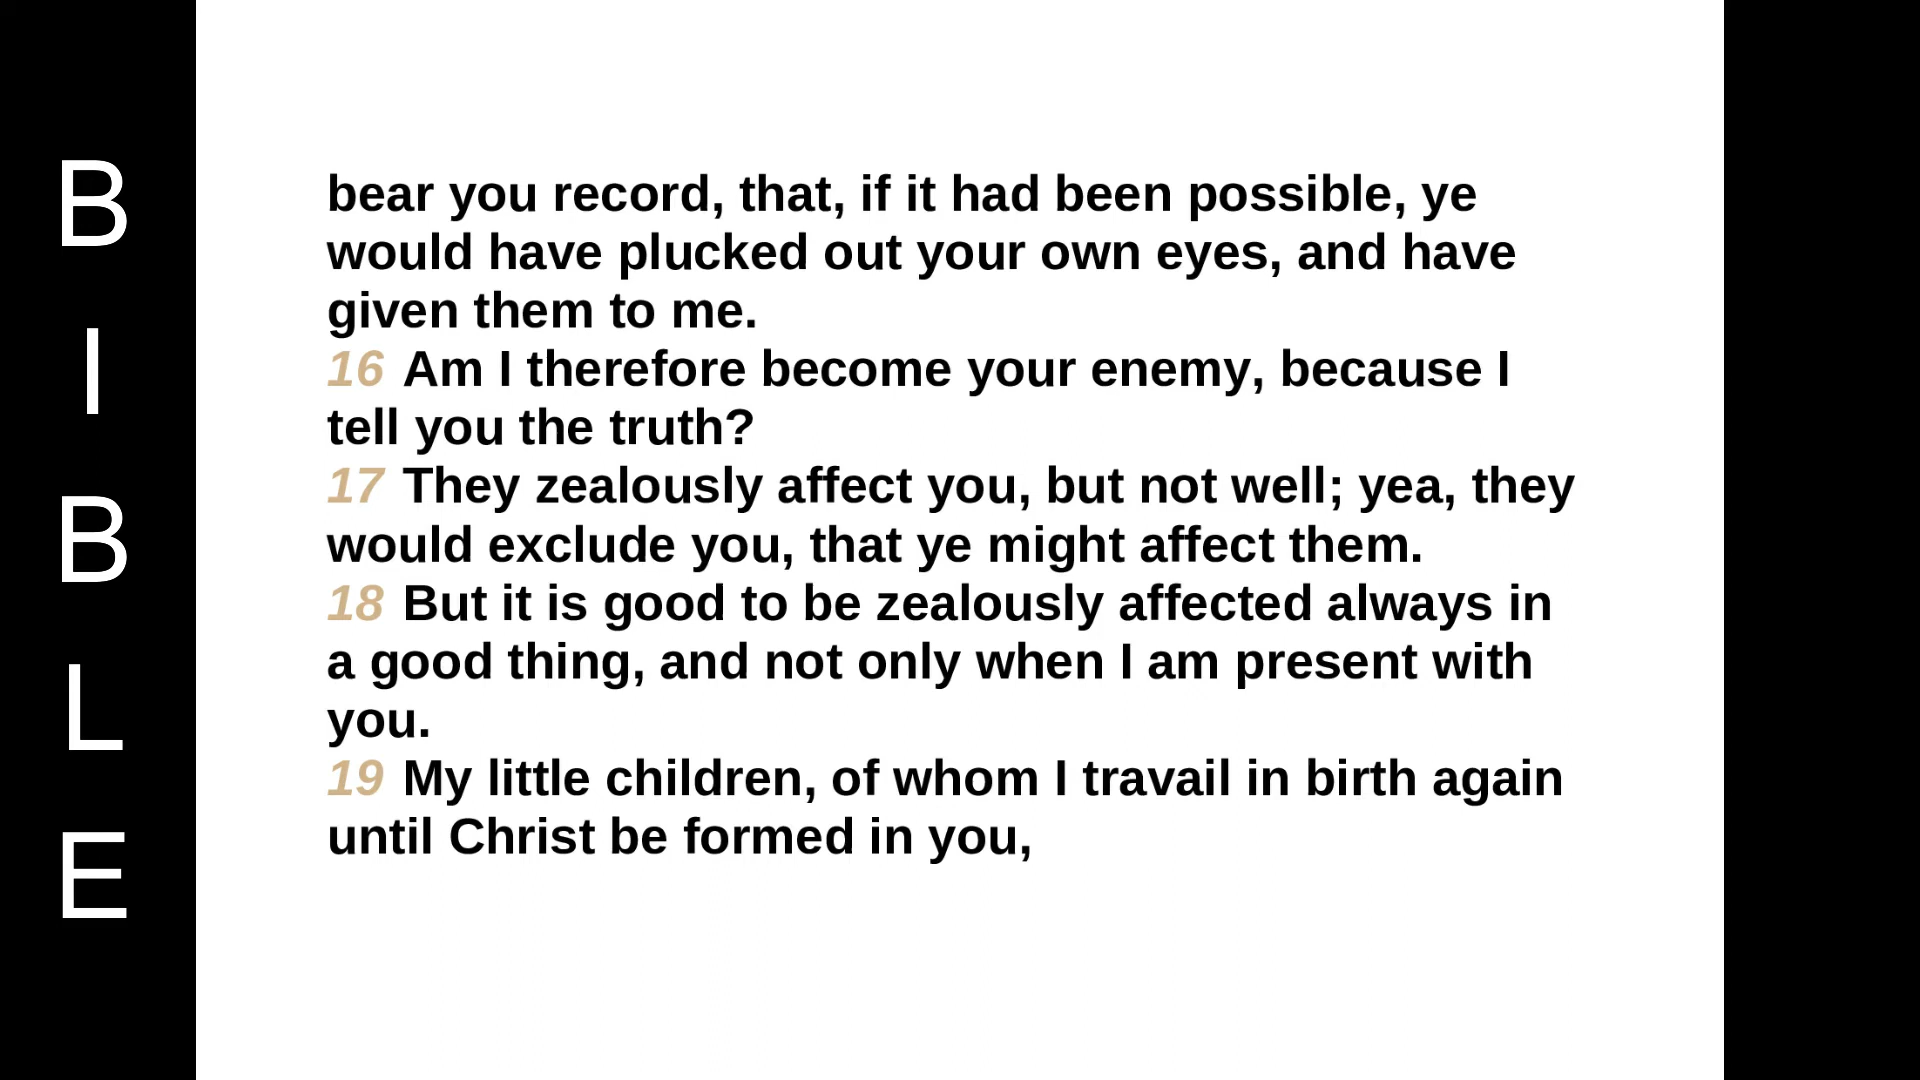 B
I
B
L
E
bear you record, that, if it had been possible, ye
would have plucked out your own eyes, and have
given them to me.
16 Am I therefore become your enemy, because I
tell you the truth?
17 They zealously affect you, but not well; yea, they
would exclude you, that ye might affect them.
18 But it is good to be zealously affected always in
a good thing, and not only when I am present with
you.
19 My little children, of whom I travail in birth again
until Christ be formed in you,